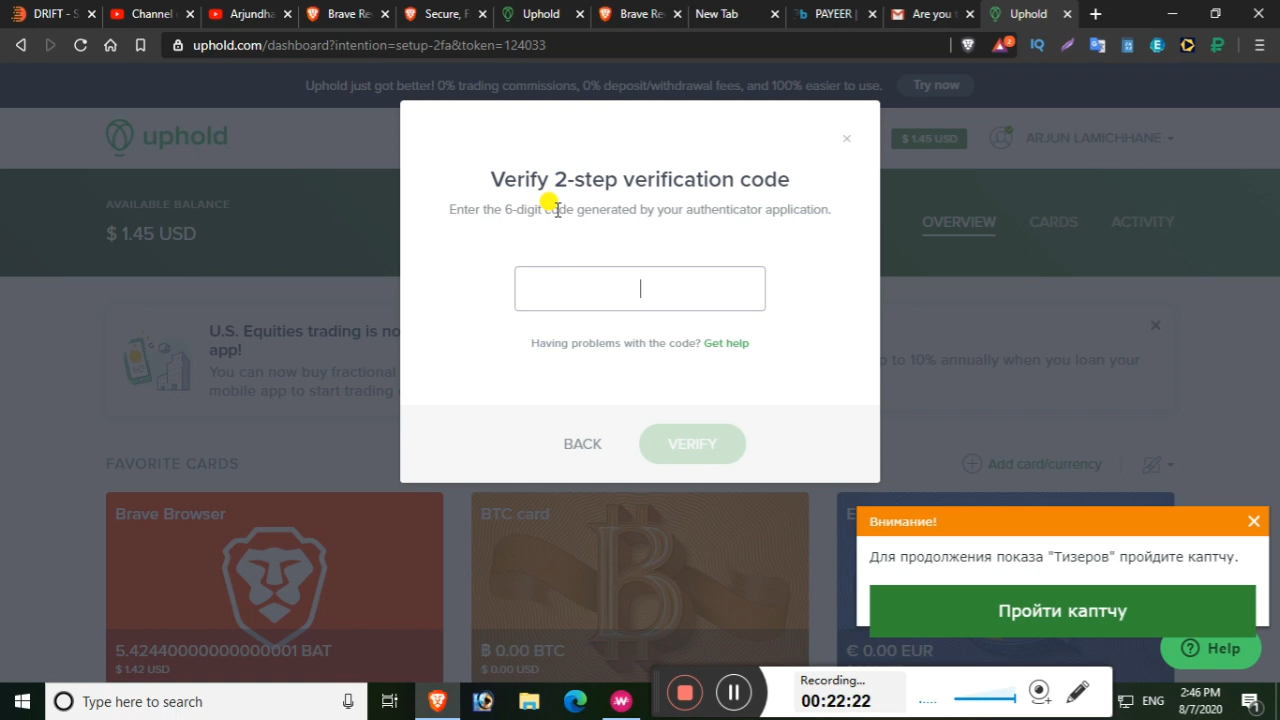 DRIFT - S
Channel
Arjundha
Brave Re
Secure, F
Uphold
Brave Re
New Tab
PAYEER |
Are you t
Uphold
uphold.com/dashboard?intention=setup-2fa&token=124033
2
IQ
Uphold just got better! 0% trading commissions, 0% deposit/withdrawal fees, and 100% easier to use.
Try now
uphold
$ 1.45 USD
ARJUN LAMICHHANE
AVAILABLE BALANCE
$ 1.45 USD
OVERVIEW
CARDS
ACTIVITY
Verify 2-step verification code
Enter the 6-digit code generated by your authenticator application.
Having problems with the code? Get help
BACK
VERIFY
U.S. Equities trading is no
app!
You can now buy fractional
mobile app to start trading
p to 10% annually when you loan your
FAVORITE CARDS
Add card/currency
Brave Browser
5.42440000000000001 BAT
$ 1.42 USD
BTC card
฿ 0.00 BTC
$ 0.00 USD
E
€ 0.00 EUR
Внимание!
Для продолжения показа "Тизеров" пройдите каптчу.
Пройти каптчу
Help
Type here to search
Recording...
00:22:22
ENG
2:46 PM
8/7/2020
1